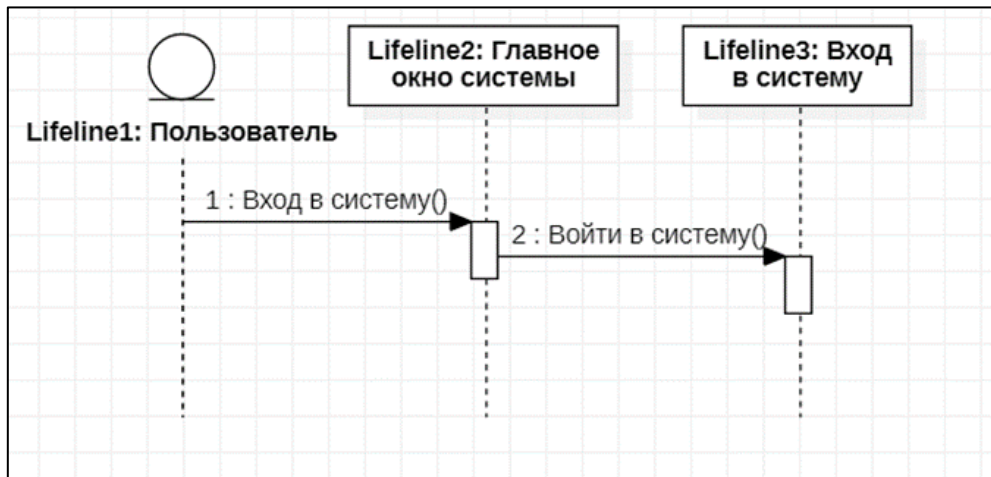 Lifeline2: Главное
окно системы
Lifeline3: Вход
в систему
Lifeline1: Пользователь
1 : Вход в систему()
2 : Войти в систему()